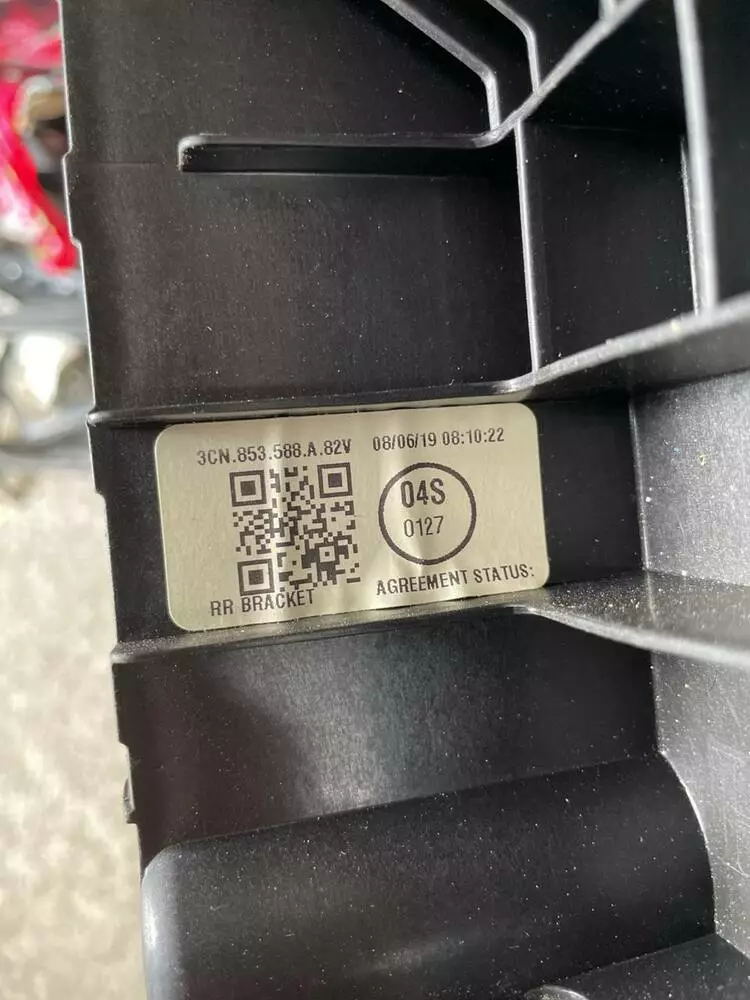 3CN.853.588.A.82V 08/06/19 08:10:22
04S
0127
RR BRACKET AGREEMENT STATUS: